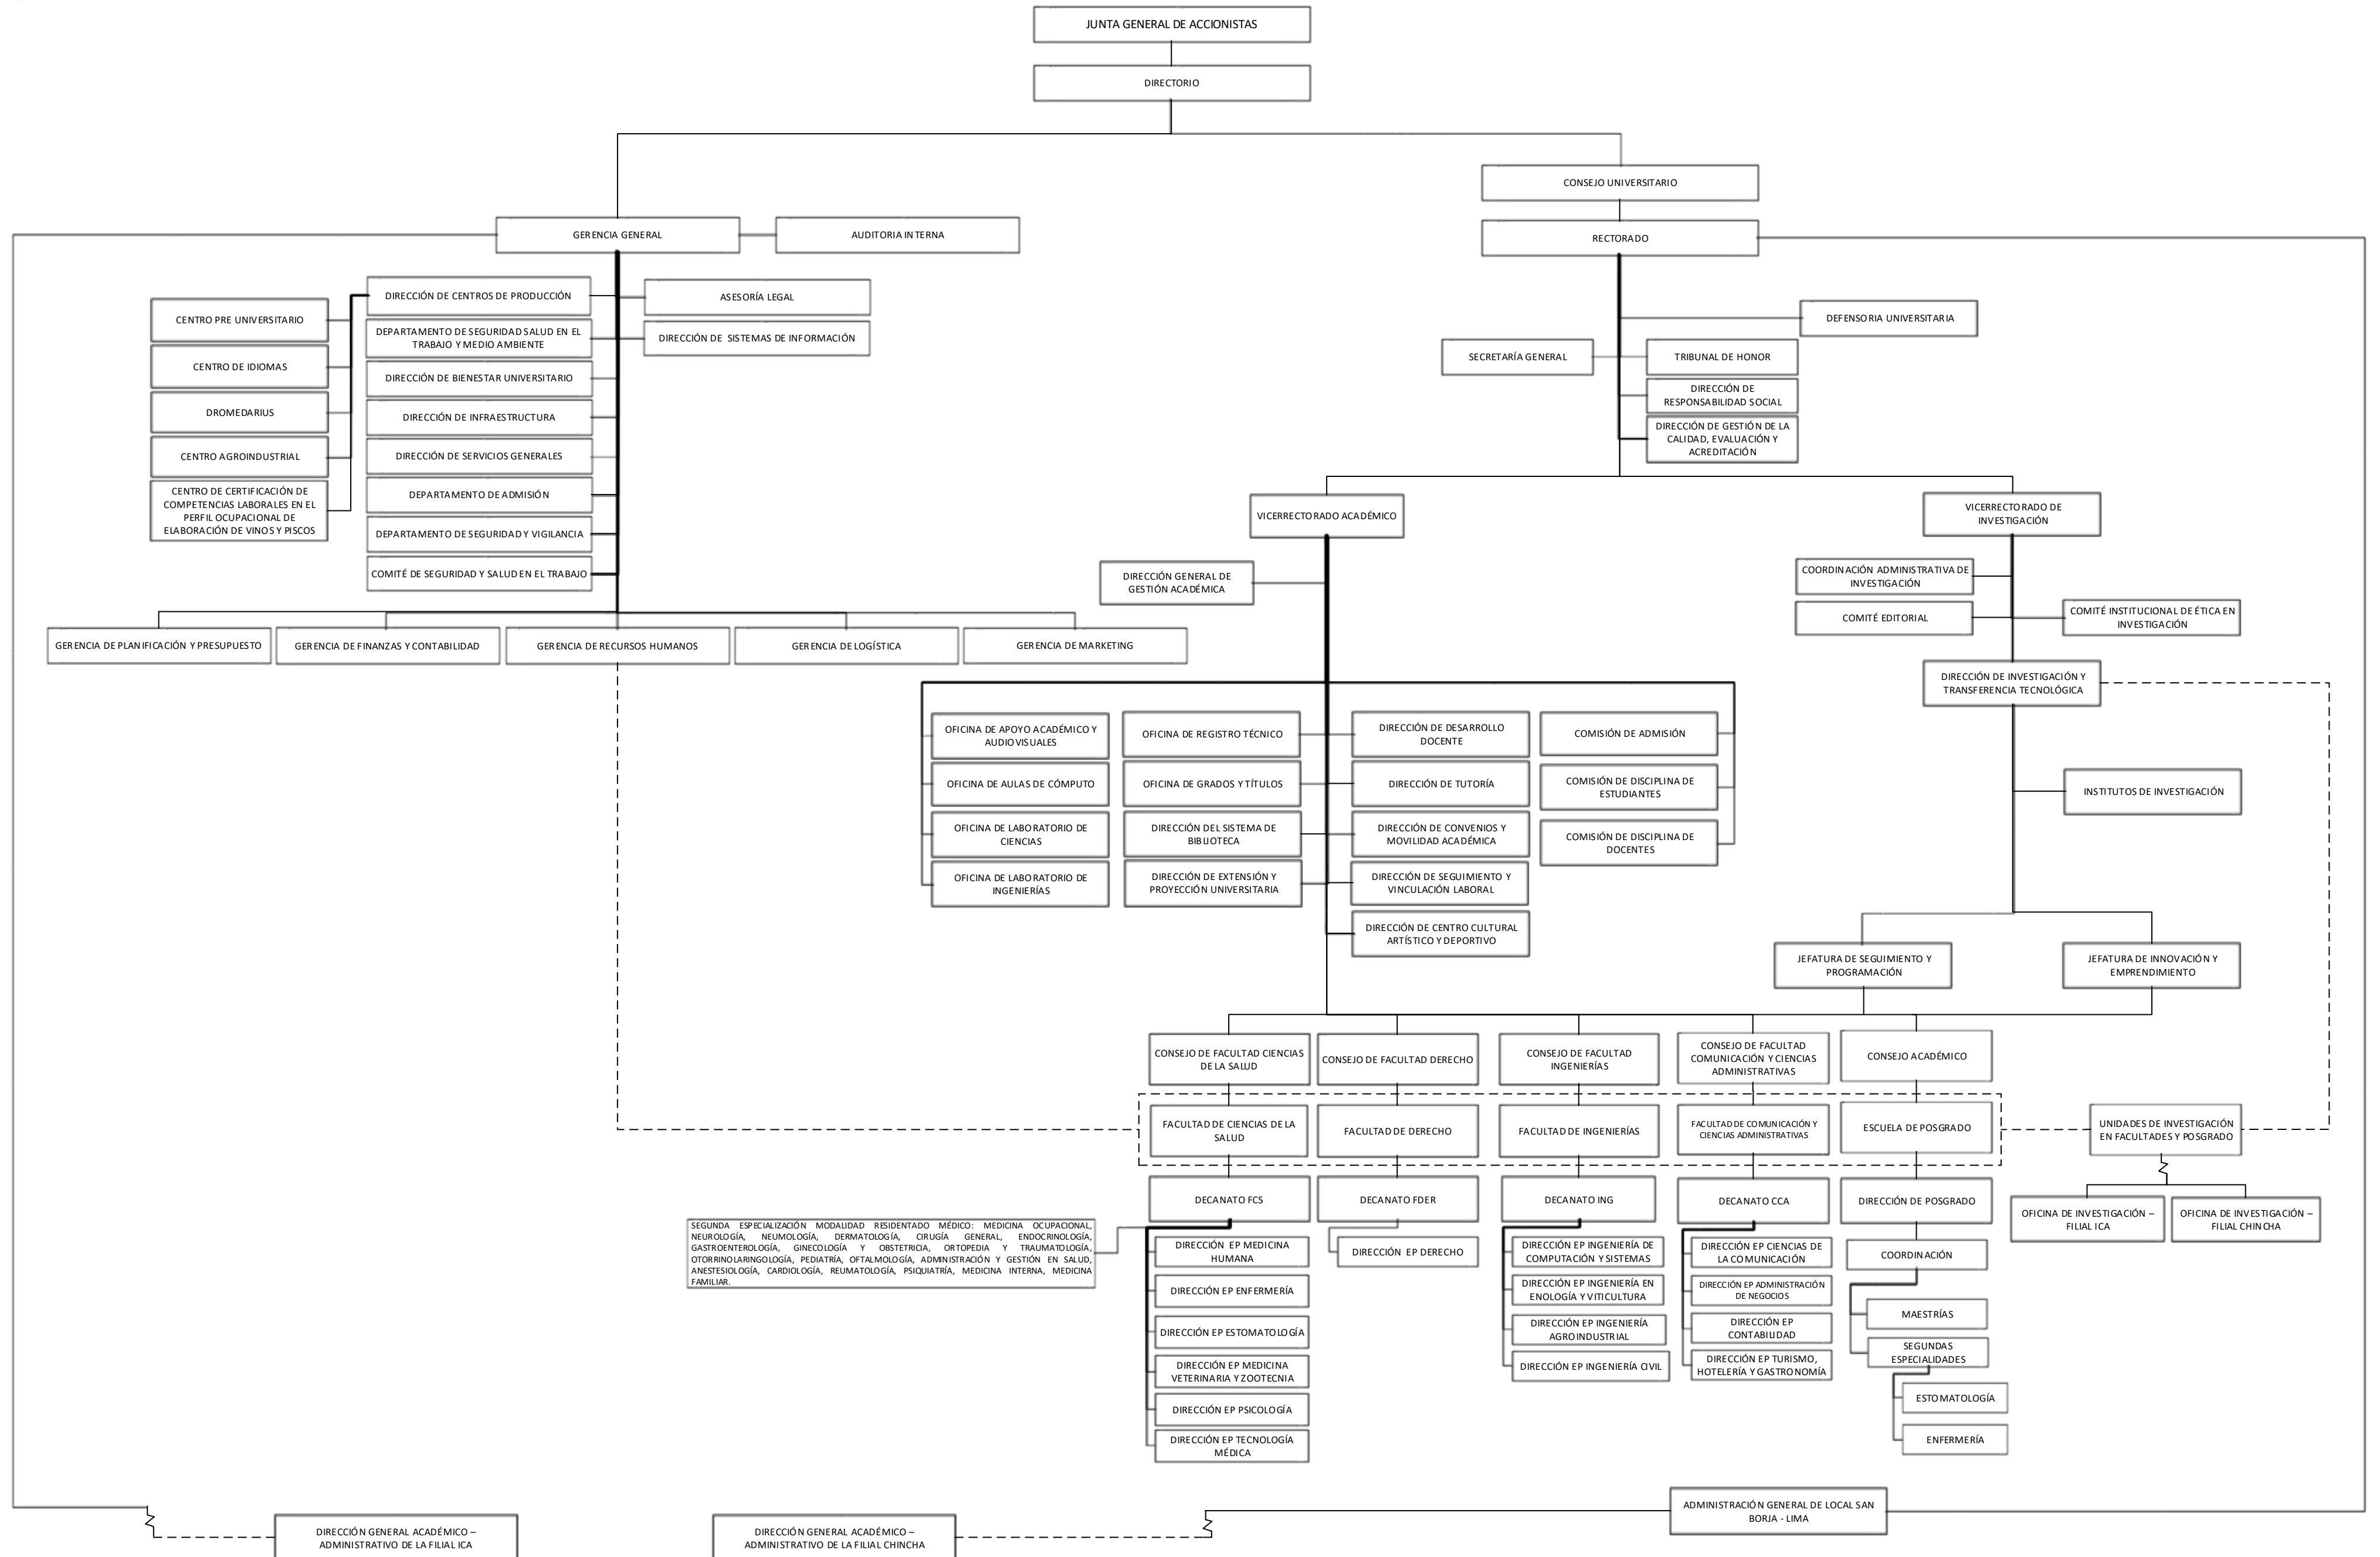 JUNTA GENERAL DE ACCIONISTAS
DIRECTORIO
CONSEJO UNIVERSITARIO
GERENCIA GENERAL
AUDITORIA INTERNA
RECTORADO
DIRECCIÓN DE CENTROS DE PRODUCCIÓN
ASESORÍA LEGAL
CENTRO PRE UNIVERSITARIO
DEPARTAMENTO DE SEGURIDAD SALUD EN EL
TRABAJO Y MEDIO AMBIENTE
DIRECCIÓN DE SISTEMAS DE INFORMACIÓN
CENTRO DE IDIOMAS
DIRECCIÓN DE BIENESTAR UNIVERSITARIO
DROMEDARIUS
DIRECCIÓN DE INFRAESTRUCTURA
CENTRO AGROINDUSTRIAL
DIRECCIÓN DE SERVICIOS GENERALES
CENTRO DE CERTIFICACIÓN DE
COMPETENCIAS LABORALES EN EL
PERFIL OCUPACIONAL DE
ELABORACIÓN DE VINOS Y PISCOS
DEPARTAMENTO DE ADMISIÓN
DEPARTAMENTO DE SEGURIDAD Y VIGILANCIA
COMITÉ DE SEGURIDAD Y SALUD EN EL TRABAJO
GERENCIA DE PLANIFICACIÓN Y PRESUPUESTO
GERENCIA DE FINANZAS Y CONTABILIDAD
GERENCIA DE RECURSOS HUMANOS
GERENCIA DE LOGÍSTICA
GERENCIA DE MARKETING
DEFENSORIA UNIVERSITARIA
SECRETARÍA GENERAL
TRIBUNAL DE HONOR
DIRECCIÓN DE
RESPONSABILIDAD SOCIAL
DIRECCIÓN DE GESTIÓN DE LA
CALIDAD, EVALUACIÓN Y
ACREDITACIÓN
VICERRECTORADO ACADÉMICO
VICERRECTORADO DE
INVESTIGACIÓN
DIRECCIÓN GENERAL DE
GESTIÓN ACADÉMICA
COORDINACIÓN ADMINISTRATIVA DE
INVESTIGACIÓN
COMITÉ EDITORIAL
COMITÉ INSTITUCIONAL DE ÉTICA EN
INVESTIGACIÓN
DIRECCIÓN DE INVESTIGACIÓN Y
TRANSFERENCIA TECNOLÓGICA
OFICINA DE APOYO ACADÉMICO Y
AUDIOVISUALES
OFICINA DE REGISTRO TÉCNICO
DIRECCIÓN DE DESARROLLO
DOCENTE
COMISIÓN DE ADMISIÓN
OFICINA DE AULAS DE CÓMPUTO
OFICINA DE GRADOS Y TÍTULOS
DIRECCIÓN DE TUTORÍA
COMISIÓN DE DISCIPLINA DE
ESTUDIANTES
INSTITUTOS DE INVESTIGACIÓN
OFICINA DE LABORATORIO DE
CIENCIAS
DIRECCIÓN DEL SISTEMA DE
BIBLIOTECA
DIRECCIÓN DE CONVENIOS Y
MOVILIDAD ACADÉMICA
COMISIÓN DE DISCIPLINA DE
DOCENTES
OFICINA DE LABORATORIO DE
INGENIERÍAS
DIRECCIÓN DE EXTENSIÓN Y
PROYECCIÓN UNIVERSITARIA
DIRECCIÓN DE SEGUIMIENTO Y
VINCULACIÓN LABORAL
DIRECCIÓN DE CENTRO CULTURAL
ARTÍSTICO Y DEPORTIVO
JEFATURA DE SEGUIMIENTO Y
PROGRAMACIÓN
JEFATURA DE INNOVACIÓN Y
EMPRENDIMIENTO
CONSEJO DE FACULTAD CIENCIAS
DE LA SALUD
CONSEJO DE FACULTAD DERECHO
CONSEJO DE FACULTAD
INGENIERÍAS
CONSEJO DE FACULTAD
COMUNICACIÓN Y CIENCIAS
ADMINISTRATIVAS
CONSEJO ACADÉMICO
FACULTAD DE CIENCIAS DE LA
SALUD
FACULTAD DE DERECHO
FACULTAD DE INGENIERÍAS
FACULTAD DE COMUNICACIÓN Y
CIENCIAS ADMINISTRATIVAS
ESCUELA DE POSGRADO
UNIDADES DE INVESTIGACIÓN
EN FACULTADES Y POSGRADO
DECANATO FCS
DECANATO FDER
DECANATO ING
DECANATO CCA
DIRECCIÓN DE POSGRADO
OFICINA DE INVESTIGACIÓN –
FILIAL ICA
OFICINA DE INVESTIGACIÓN –
FILIAL CHINCHA
SEGUNDA ESPECIALIZACIÓN MODALIDAD RESIDENTADO MÉDICO: MEDICINA OCUPACIONAL,
NEUROLOGÍA, NEUMOLOGÍA, DERMATOLOGÍA, CIRUGÍA GENERAL, ENDOCRINOLOGÍA,
GASTROENTEROLOGÍA, GINECOLOGÍA Y OBSTETRICIA, ORTOPEDIA Y TRAUMATOLOGÍA,
OTORRINOLARINGOLOGÍA, PEDIATRÍA, OFTALMOLOGÍA, ADMINISTRACIÓN Y GESTIÓN EN SALUD,
ANESTESIOLOGÍA, CARDIOLOGÍA, REUMATOLOGÍA, PSIQUIATRÍA, MEDICINA INTERNA, MEDICINA
FAMILIAR.
DIRECCIÓN EP MEDICINA
HUMANA
DIRECCIÓN EP ENFERMERÍA
DIRECCIÓN EP ESTOMATOLOGÍA
DIRECCIÓN EP MEDICINA
VETERINARIA Y ZOOTECNIA
DIRECCIÓN EP PSICOLOGÍA
DIRECCIÓN EP TECNOLOGÍA
MÉDICA
DIRECCIÓN EP DERECHO
DIRECCIÓN EP INGENIERÍA DE
COMPUTACIÓN Y SISTEMAS
DIRECCIÓN EP INGENIERÍA EN
ENOLOGÍA Y VITICULTURA
DIRECCIÓN EP INGENIERÍA
AGROINDUSTRIAL
DIRECCIÓN EP INGENIERÍA CIVIL
DIRECCIÓN EP CIENCIAS DE
LA COMUNICACIÓN
DIRECCIÓN EP ADMINISTRACIÓN
DE NEGOCIOS
DIRECCIÓN EP
CONTABILIDAD
DIRECCIÓN EP TURISMO,
HOTELERÍA Y GASTRONOMÍA
COORDINACIÓN
MAESTRÍAS
SEGUNDAS
ESPECIALIDADES
ESTOMATOLOGÍA
ENFERMERÍA
ADMINISTRACIÓN GENERAL DE LOCAL SAN
BORJA - LIMA
DIRECCIÓN GENERAL ACADÉMICO –
ADMINISTRATIVO DE LA FILIAL ICA
DIRECCIÓN GENERAL ACADÉMICO –
ADMINISTRATIVO DE LA FILIAL CHINCHA